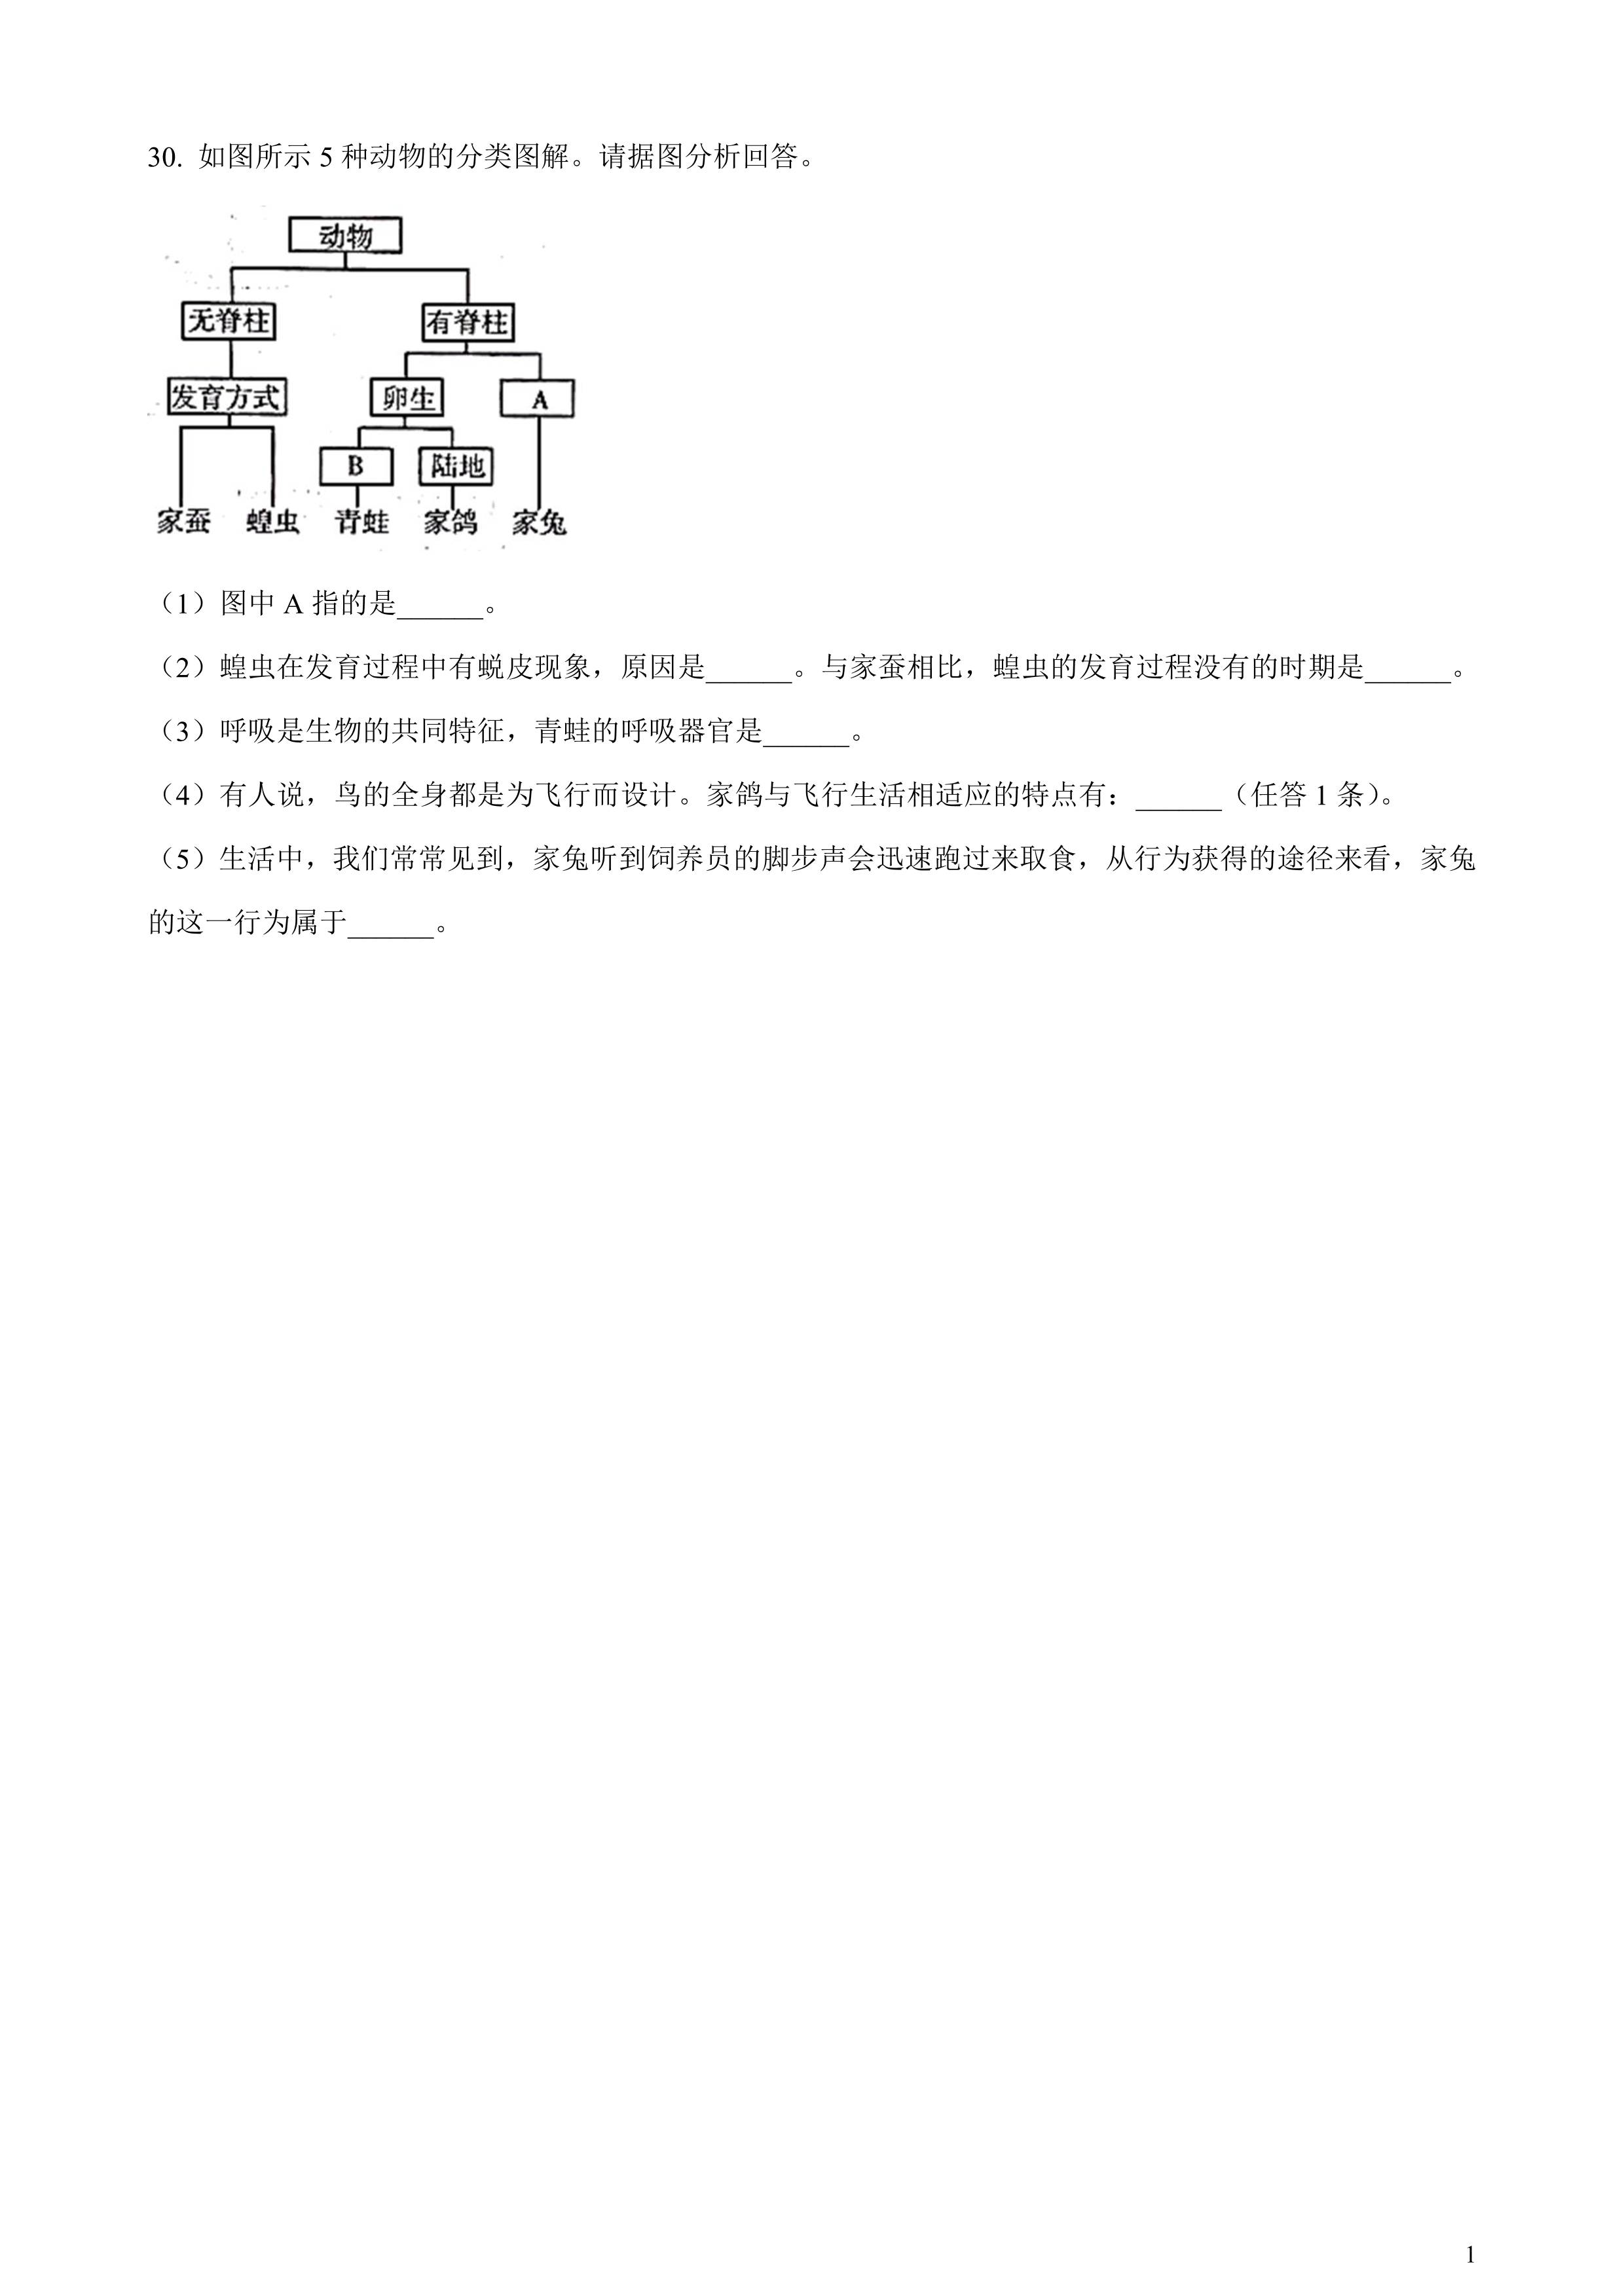 30. 如图所示 5 种动物的分类图解。请据图分析回答。
动物
无脊柱 有脊柱
发育方式 卵生 A
B 陆地
家蚕 蝗虫 青蛙 家鸽 家兔
（1）图中 A 指的是______。
（2）蝗虫在发育过程中有蜕皮现象，原因是______。与家蚕相比，蝗虫的发育过程没有的时期是______。
（3）呼吸是生物的共同特征，青蛙的呼吸器官是______。
（4）有人说，鸟的全身都是为飞行而设计。家鸽与飞行生活相适应的特点有：______（任答 1 条）。
（5）生活中，我们常常见到，家兔听到饲养员的脚步声会迅速跑过来取食，从行为获得的途径来看，家兔
的这一行为属于______。
1